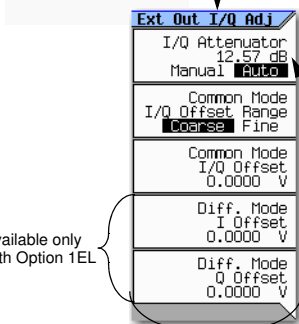 Ext Out I/Q Adj
I/Q Attenuator
12.57 dB
Manual Auto
Common Mode
I/Q Offset Range
Coarse Fine
Common Mode
I/Q Offset
0.0000 V
Diff. Mode
I Offset
0.0000 V
Diff. Mode
Q Offset
0.0000 V
vailable only
th Option 1EL